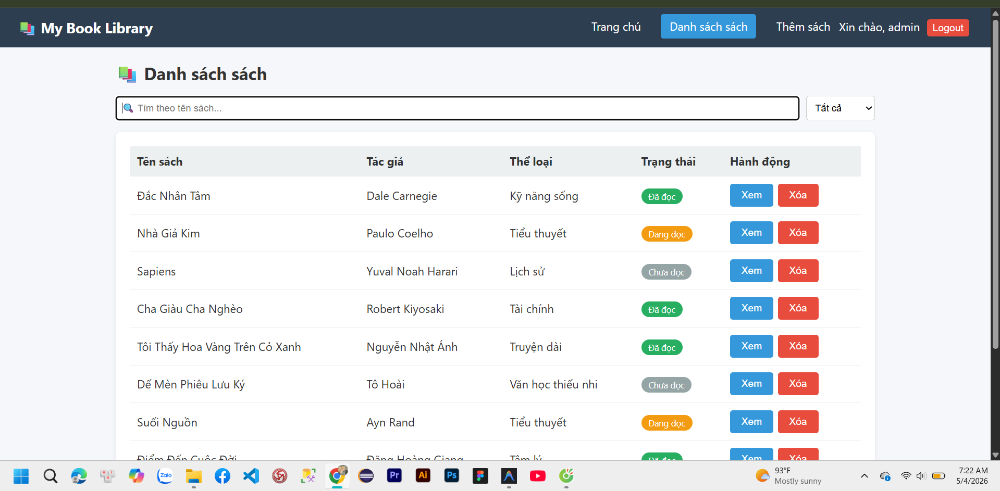 My Book Library
Trang chủ Danh sách sách Thêm sách Xin chào, admin Logout
Danh sách sách
Tìm theo tên sách... Tất cả
Tên sách Tác giả Thể loại Trạng thái Hành động
Đắc Nhân Tâm Dale Carnegie Kỹ năng sống Đã đọc Xem Xóa
Nhà Giả Kim Paulo Coelho Tiểu thuyết Đang đọc Xem Xóa
Sapiens Yuval Noah Harari Lịch sử Chưa đọc Xem Xóa
Cha Giàu Cha Nghèo Robert Kiyosaki Tài chính Đã đọc Xem Xóa
Tôi Thấy Hoa Vàng Trên Cỏ Xanh Nguyễn Nhật Ánh Truyện dài Đã đọc Xem Xóa
Dế Mèn Phiêu Lưu Ký Tô Hoài Văn học thiếu nhi Chưa đọc Xem Xóa
Suối Nguồn Ayn Rand Tiểu thuyết Đang đọc Xem Xóa
Điểm Đến Cuộc Đời Đặng Hoàng Giang Tâm lý Đã đọc Xem Xóa
Zalo Pr Ai Ps
93°F
Mostly sunny
7:22 AM
5/4/2026